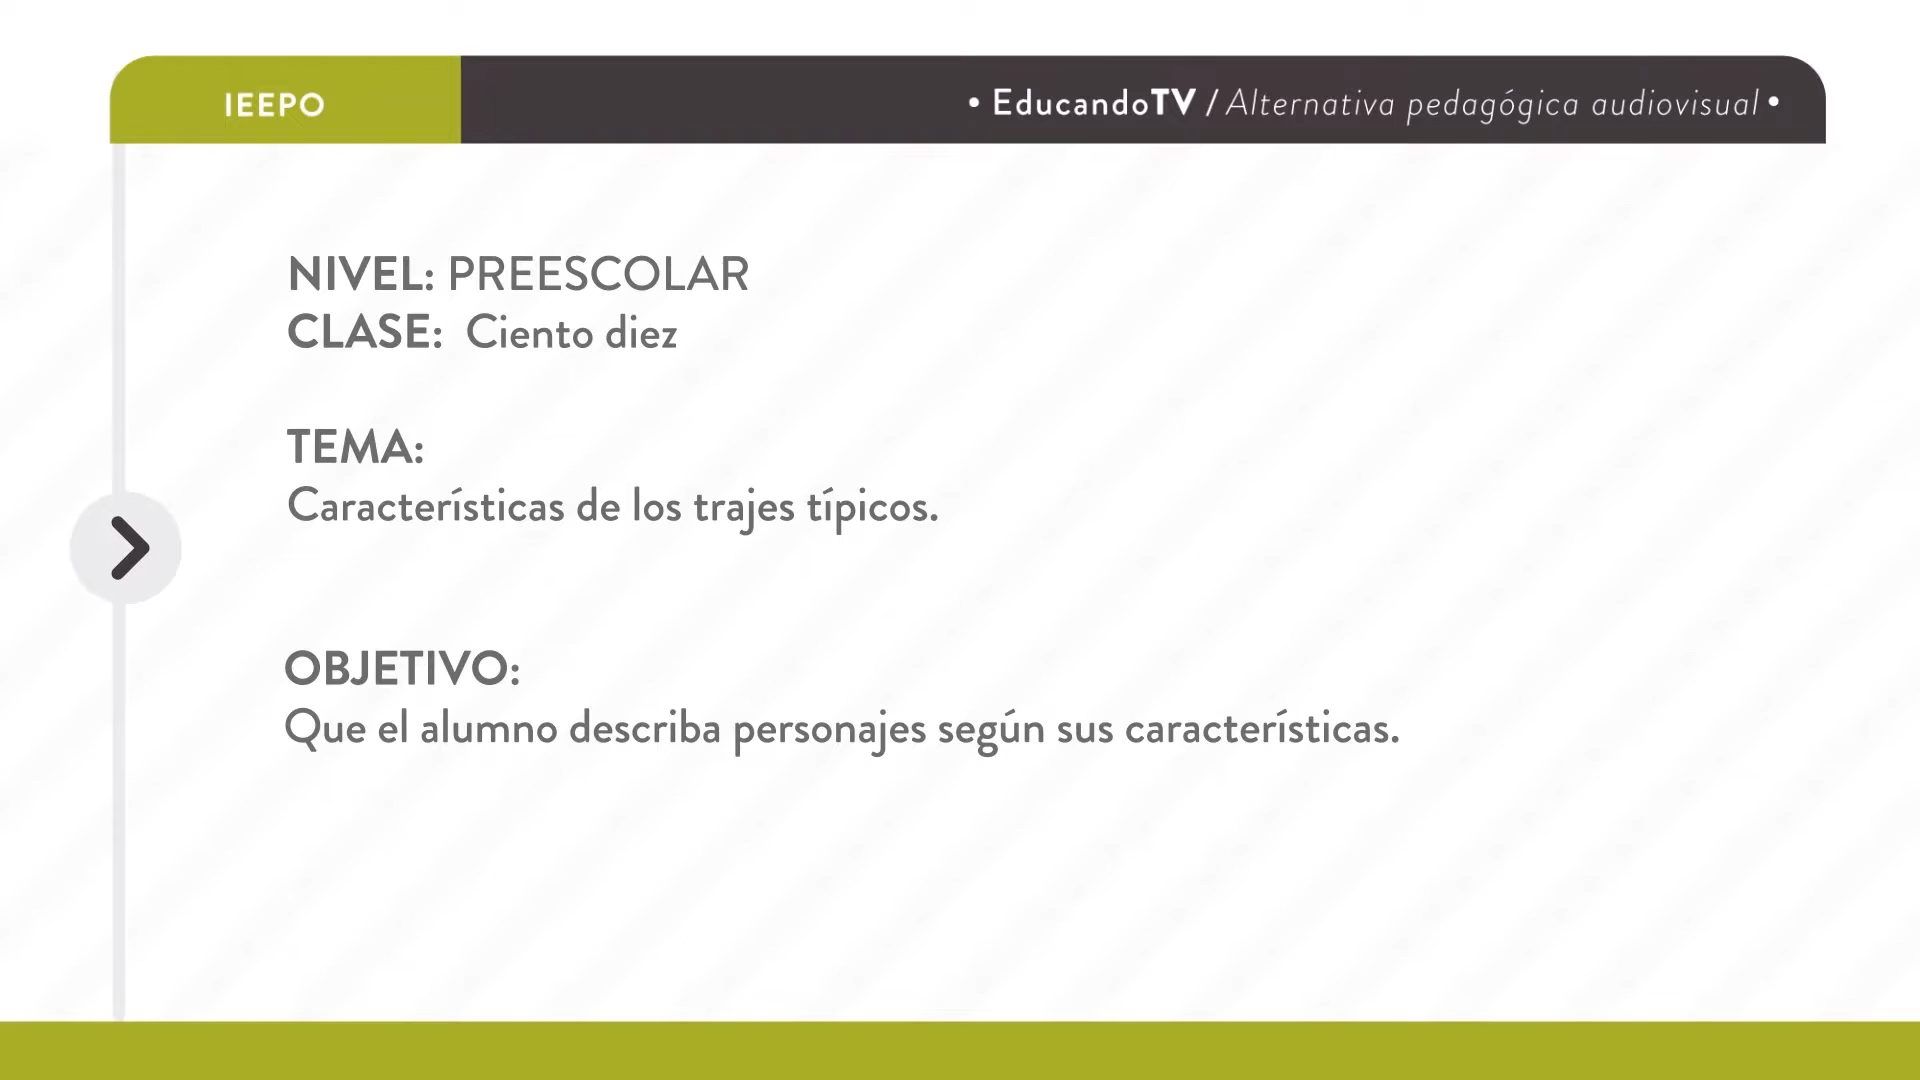 IEEPO
• EducandoTV / Alternativa pedagógica audiovisual •
NIVEL: PREESCOLAR
CLASE: Ciento diez
TEMA:
Características de los trajes típicos.
OBJETIVO:
Que el alumno describa personajes según sus características.